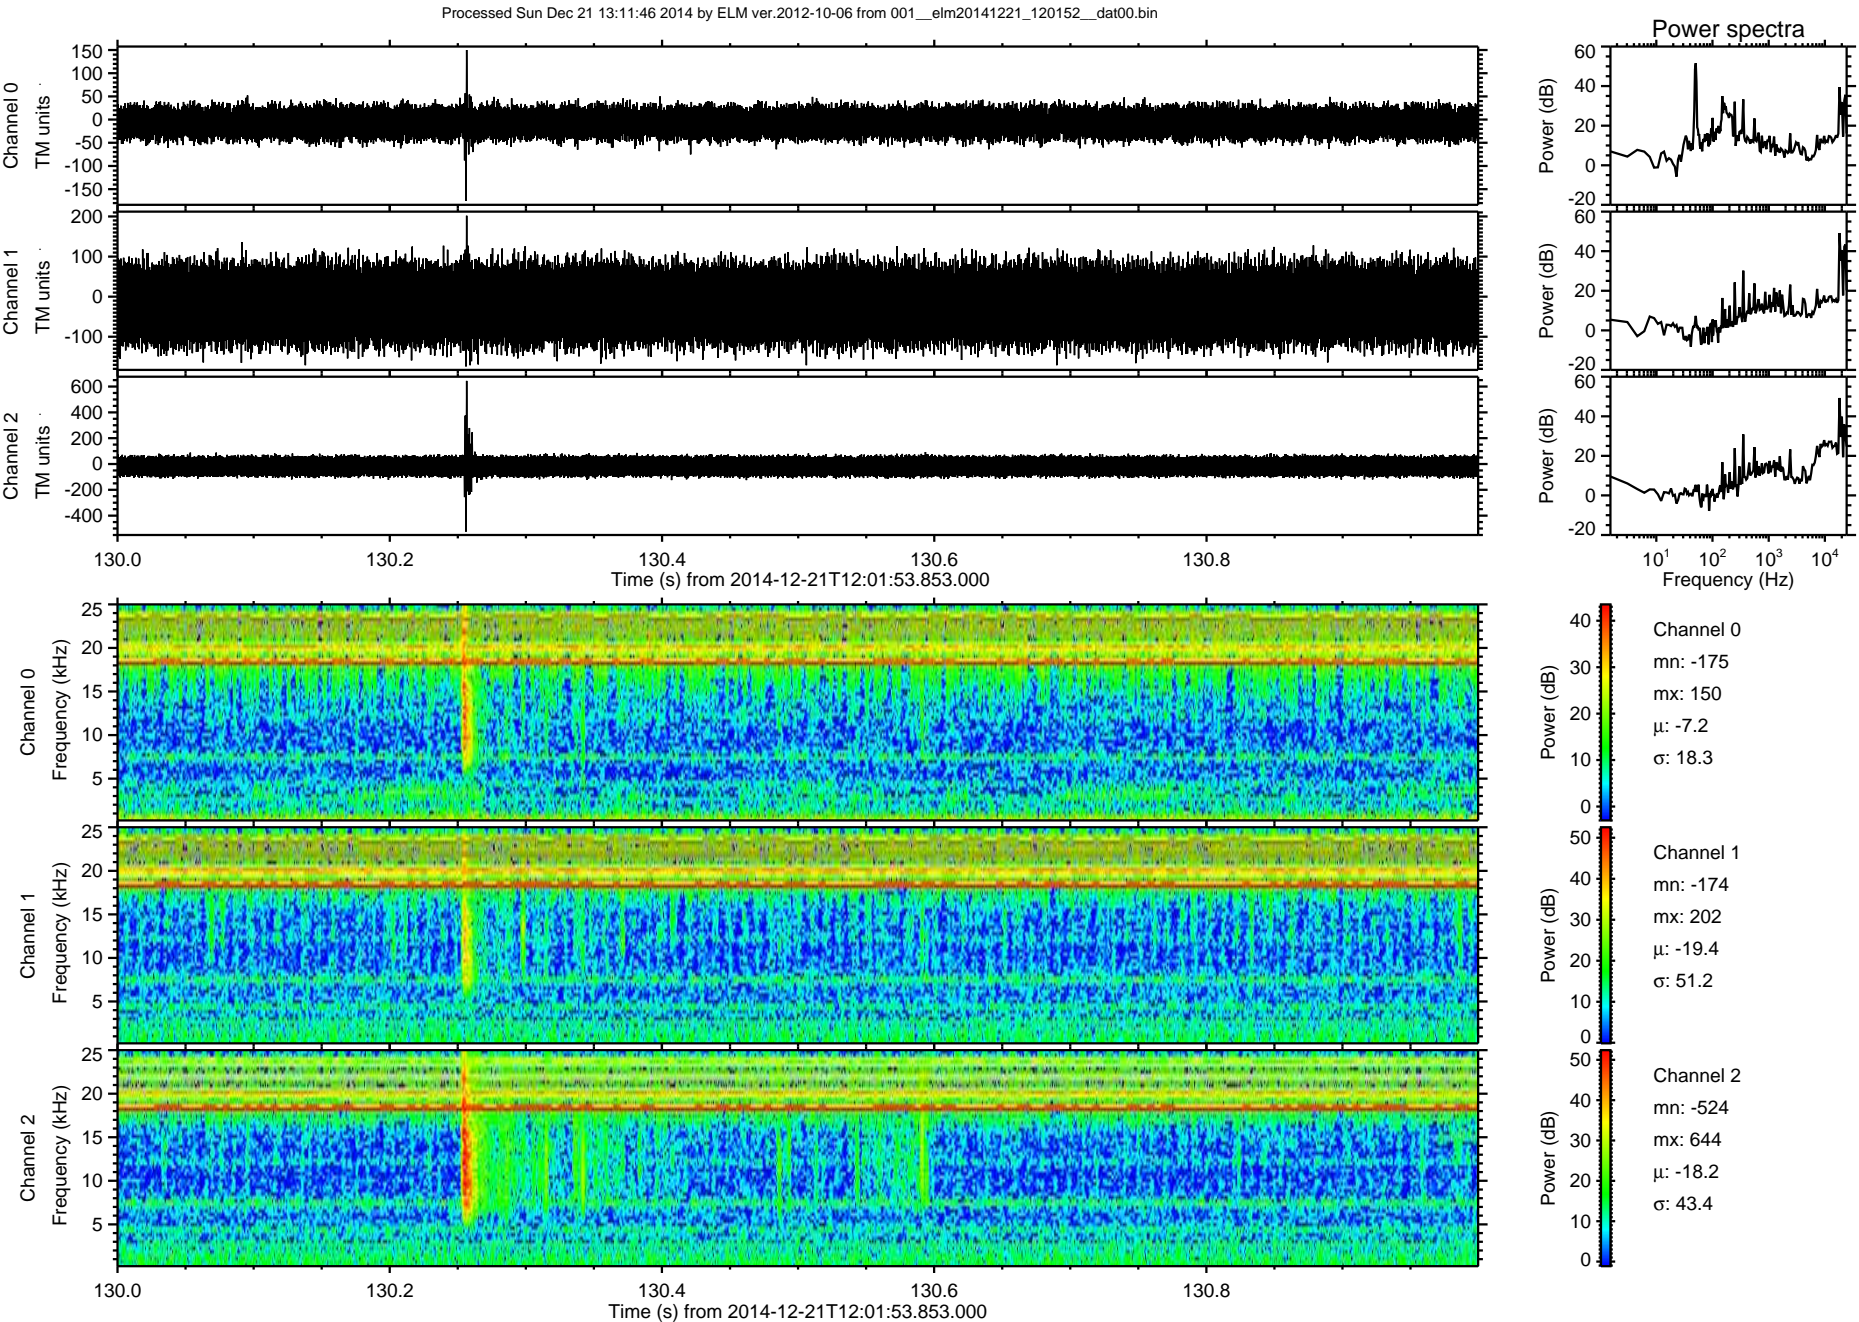 Processed Sun Dec 21 13:11:46 2014 by ELM ver.2012-10-06 from 001__elm20141221_120152__dat00.bin
Power spectra
Channel 0
TM units
150
100
50
0
-50
-100
-150
Power (dB)
60
40
20
0
-20
Channel 1
TM units
200
100
0
-100
Power (dB)
60
40
20
0
-20
Channel 2
TM units
600
400
200
0
-200
-400
Power (dB)
60
40
20
0
-20
130.0 130.2 130.4 130.6 130.8
Time (s) from 2014-12-21T12:01:53.853.000
10¹ 10² 10³ 10⁴
Frequency (Hz)
Channel 0
Frequency (kHz)
25
20
15
10
5
Power (dB)
40
30
20
10
0
Channel 0
mn: -175
mx: 150
µ: -7.2
σ: 18.3
Channel 1
Frequency (kHz)
25
20
15
10
5
Power (dB)
50
40
30
20
10
0
Channel 1
mn: -174
mx: 202
µ: -19.4
σ: 51.2
Channel 2
Frequency (kHz)
25
20
15
10
5
Power (dB)
50
40
30
20
10
0
Channel 2
mn: -524
mx: 644
µ: -18.2
σ: 43.4
130.0 130.2 130.4 130.6 130.8
Time (s) from 2014-12-21T12:01:53.853.000